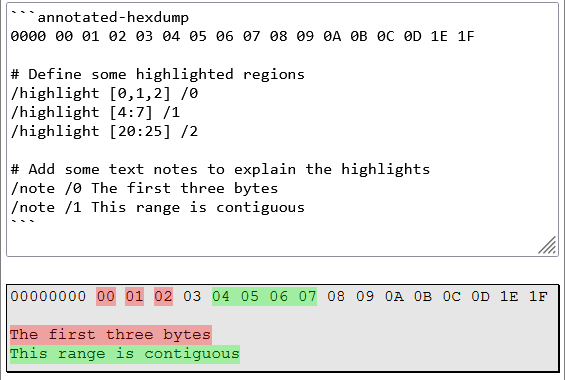 ```annotated-hexdump
0000 00 01 02 03 04 05 06 07 08 09 0A 0B 0C 0D 1E 1F

# Define some highlighted regions
/highlight [0,1,2] /0
/highlight [4:7] /1
/highlight [20:25] /2

# Add some text notes to explain the highlights
/note /0 The first three bytes
/note /1 This range is contiguous
```

00000000 00 01 02 03 04 05 06 07 08 09 0A 0B 0C 0D 1E 1F

The first three bytes
This range is contiguous